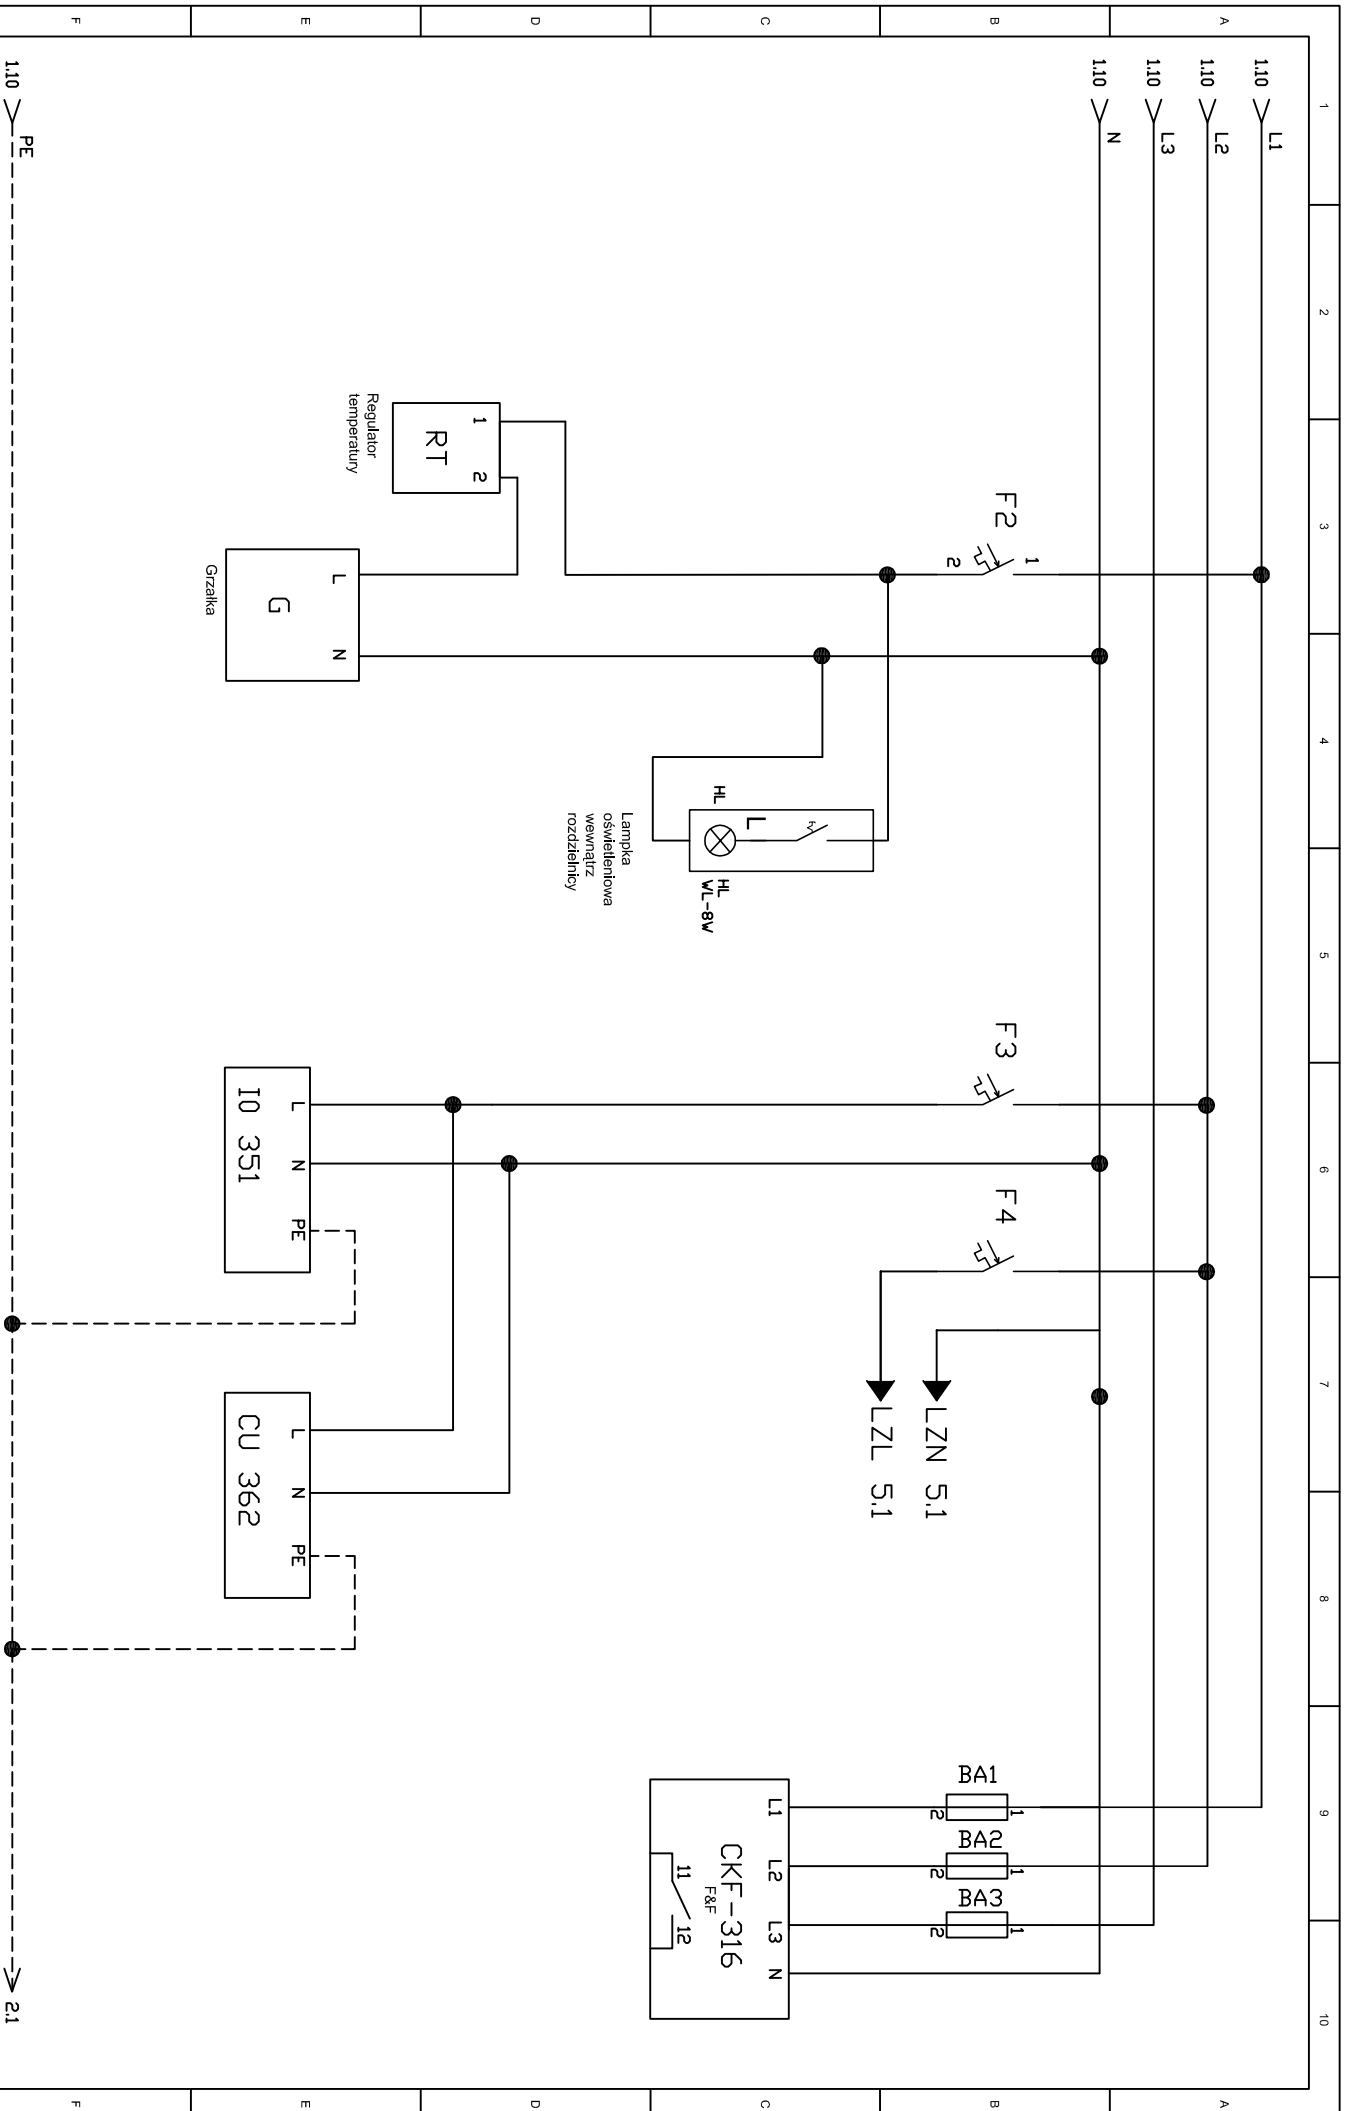 1
2
3
4
5
6
7
8
9
10
A
A
B
B
C
C
D
D
E
E
F
F
1.10
L1
1.10
L2
1.10
L3
1.10
N
F2
1
2
F3
F4
LZN 5.1
LZL 5.1
BA1
1
2
BA2
1
2
BA3
1
2
L1
L2
L3
N
CKF-316
F&F
11
12
HL
L
HL
WL-8W
Lampka
oświetleniowa
wewnątrz
rozdzielnicy
1
2
RT
Regulator
temperatury
L
N
G
Grzałka
L
N
PE
IO 351
L
N
PE
CU 362
1.10
PE
2.1